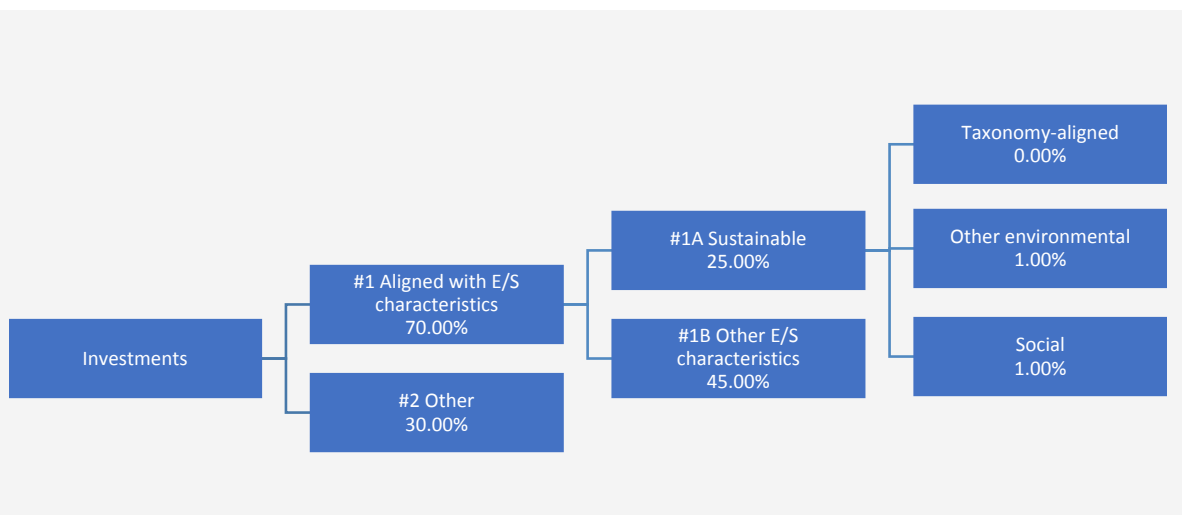 Investments
#1 Aligned with E/S
characteristics
70.00%
#2 Other
30.00%
#1A Sustainable
25.00%
#1B Other E/S
characteristics
45.00%
Taxonomy-aligned
0.00%
Other environmental
1.00%
Social
1.00%